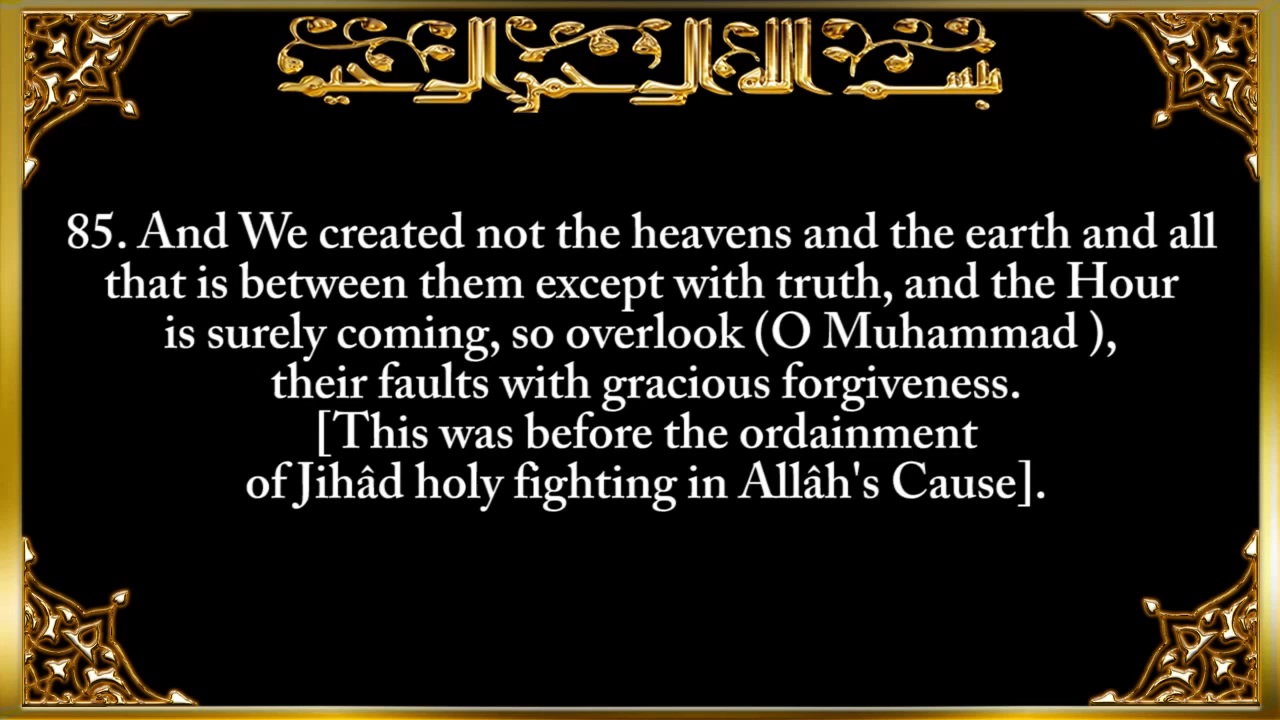 بسم الله الرحمن الرحيم
85. And We created not the heavens and the earth and all
that is between them except with truth, and the Hour
is surely coming, so overlook (O Muhammad ),
their faults with gracious forgiveness.
[This was before the ordainment
of Jihâd holy fighting in Allâh's Cause].